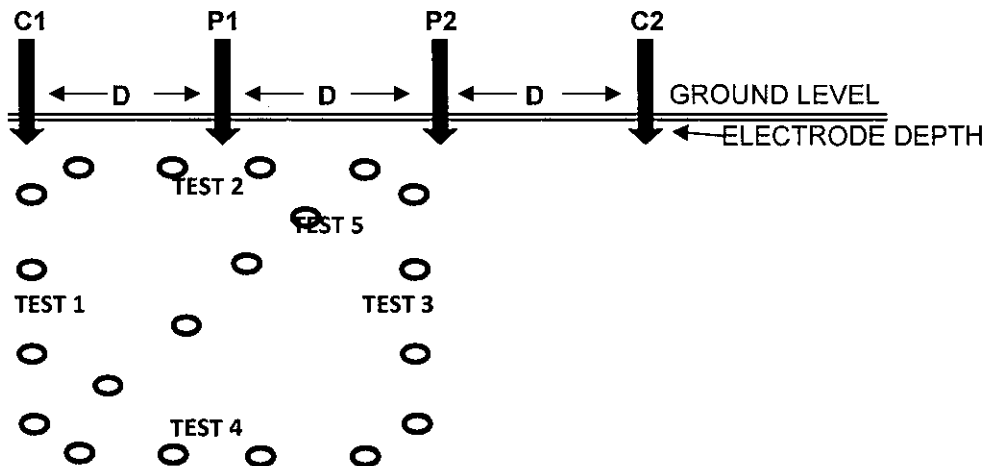 C1 P1 P2 C2
D D D GROUND LEVEL
ELECTRODE DEPTH
TEST 2
TEST 5
TEST 1 TEST 3
TEST 4